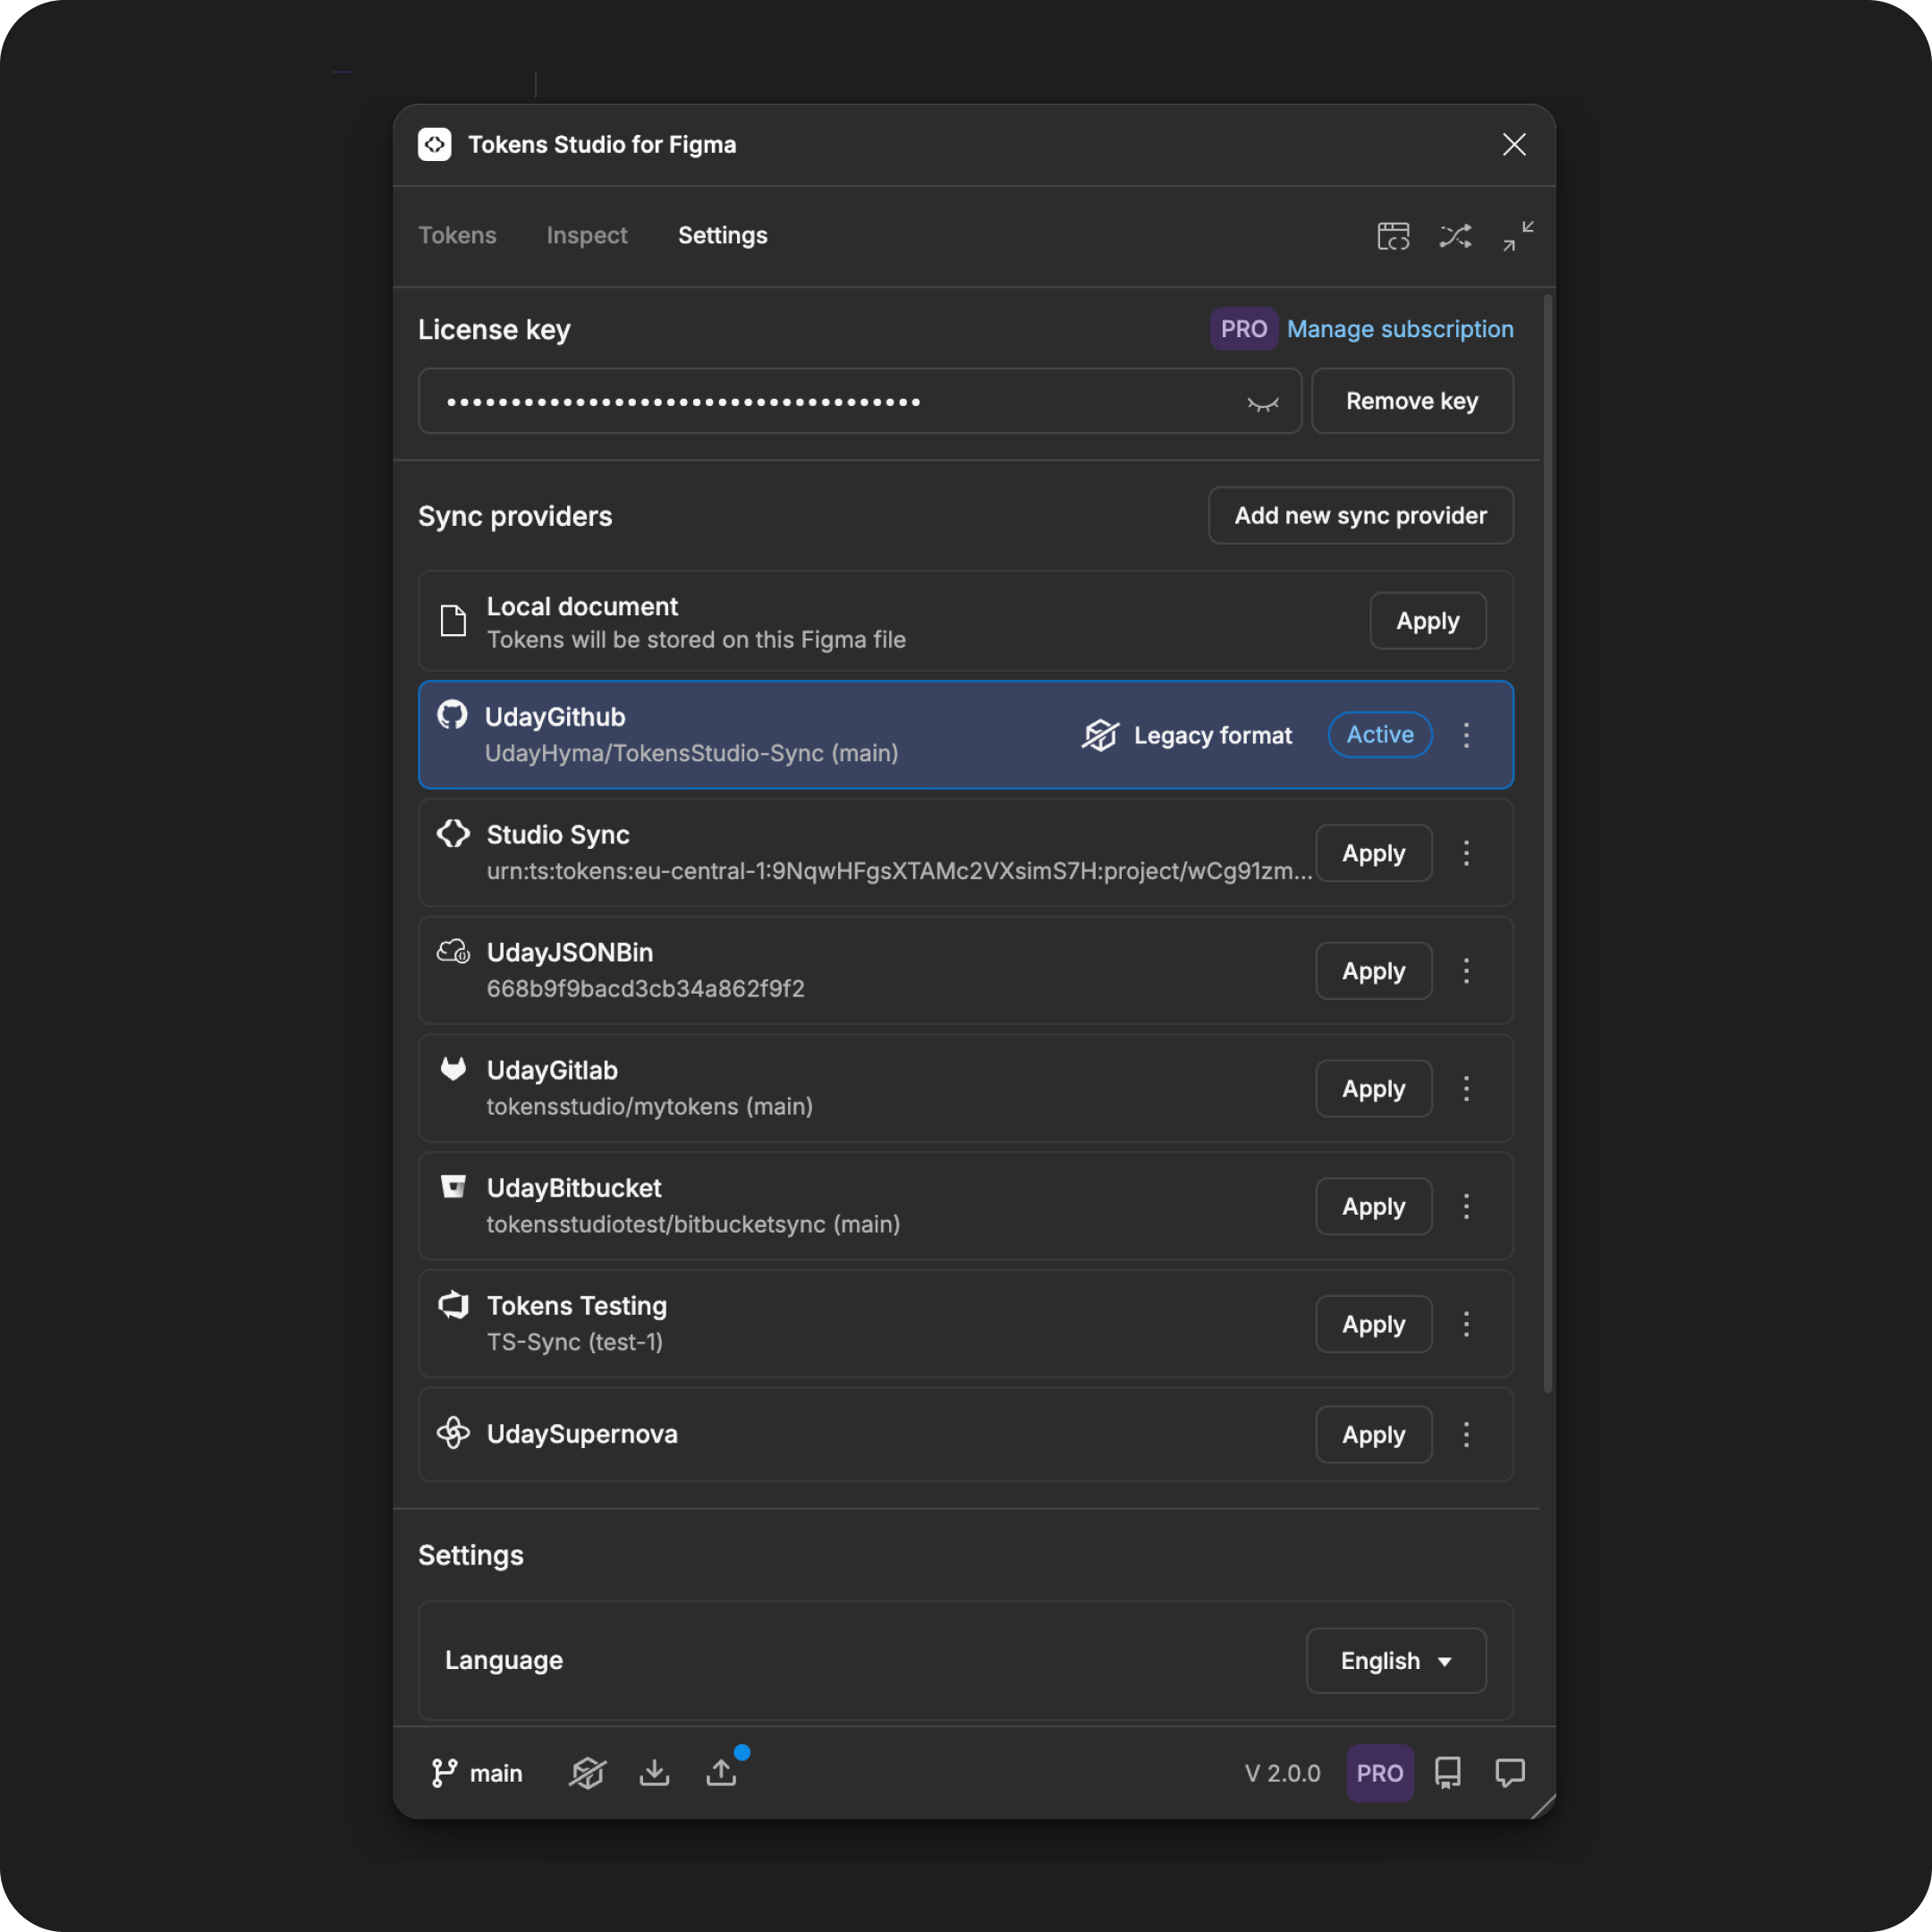 Tokens Studio for Figma
Tokens
Inspect
Settings
License key
PRO
Manage subscription
•••••••••••••••••••••••••••••••••••••
Remove key
Sync providers
Add new sync provider
Local document
Tokens will be stored on this Figma file
Apply
UdayGithub
UdayHyma/TokensStudio-Sync (main)
Legacy format
Active
Studio Sync
urn:ts:tokens:eu-central-1:9NqwHFgsXTAMc2VXsimS7H:project/wCg91zm...
Apply
UdayJSONBin
668b9f9bacd3cb34a862f9f2
Apply
UdayGitlab
tokensstudio/mytokens (main)
Apply
UdayBitbucket
tokensstudiotest/bitbucketsync (main)
Apply
Tokens Testing
TS-Sync (test-1)
Apply
UdaySupernova
Apply
Settings
Language
English
main
V 2.0.0
PRO